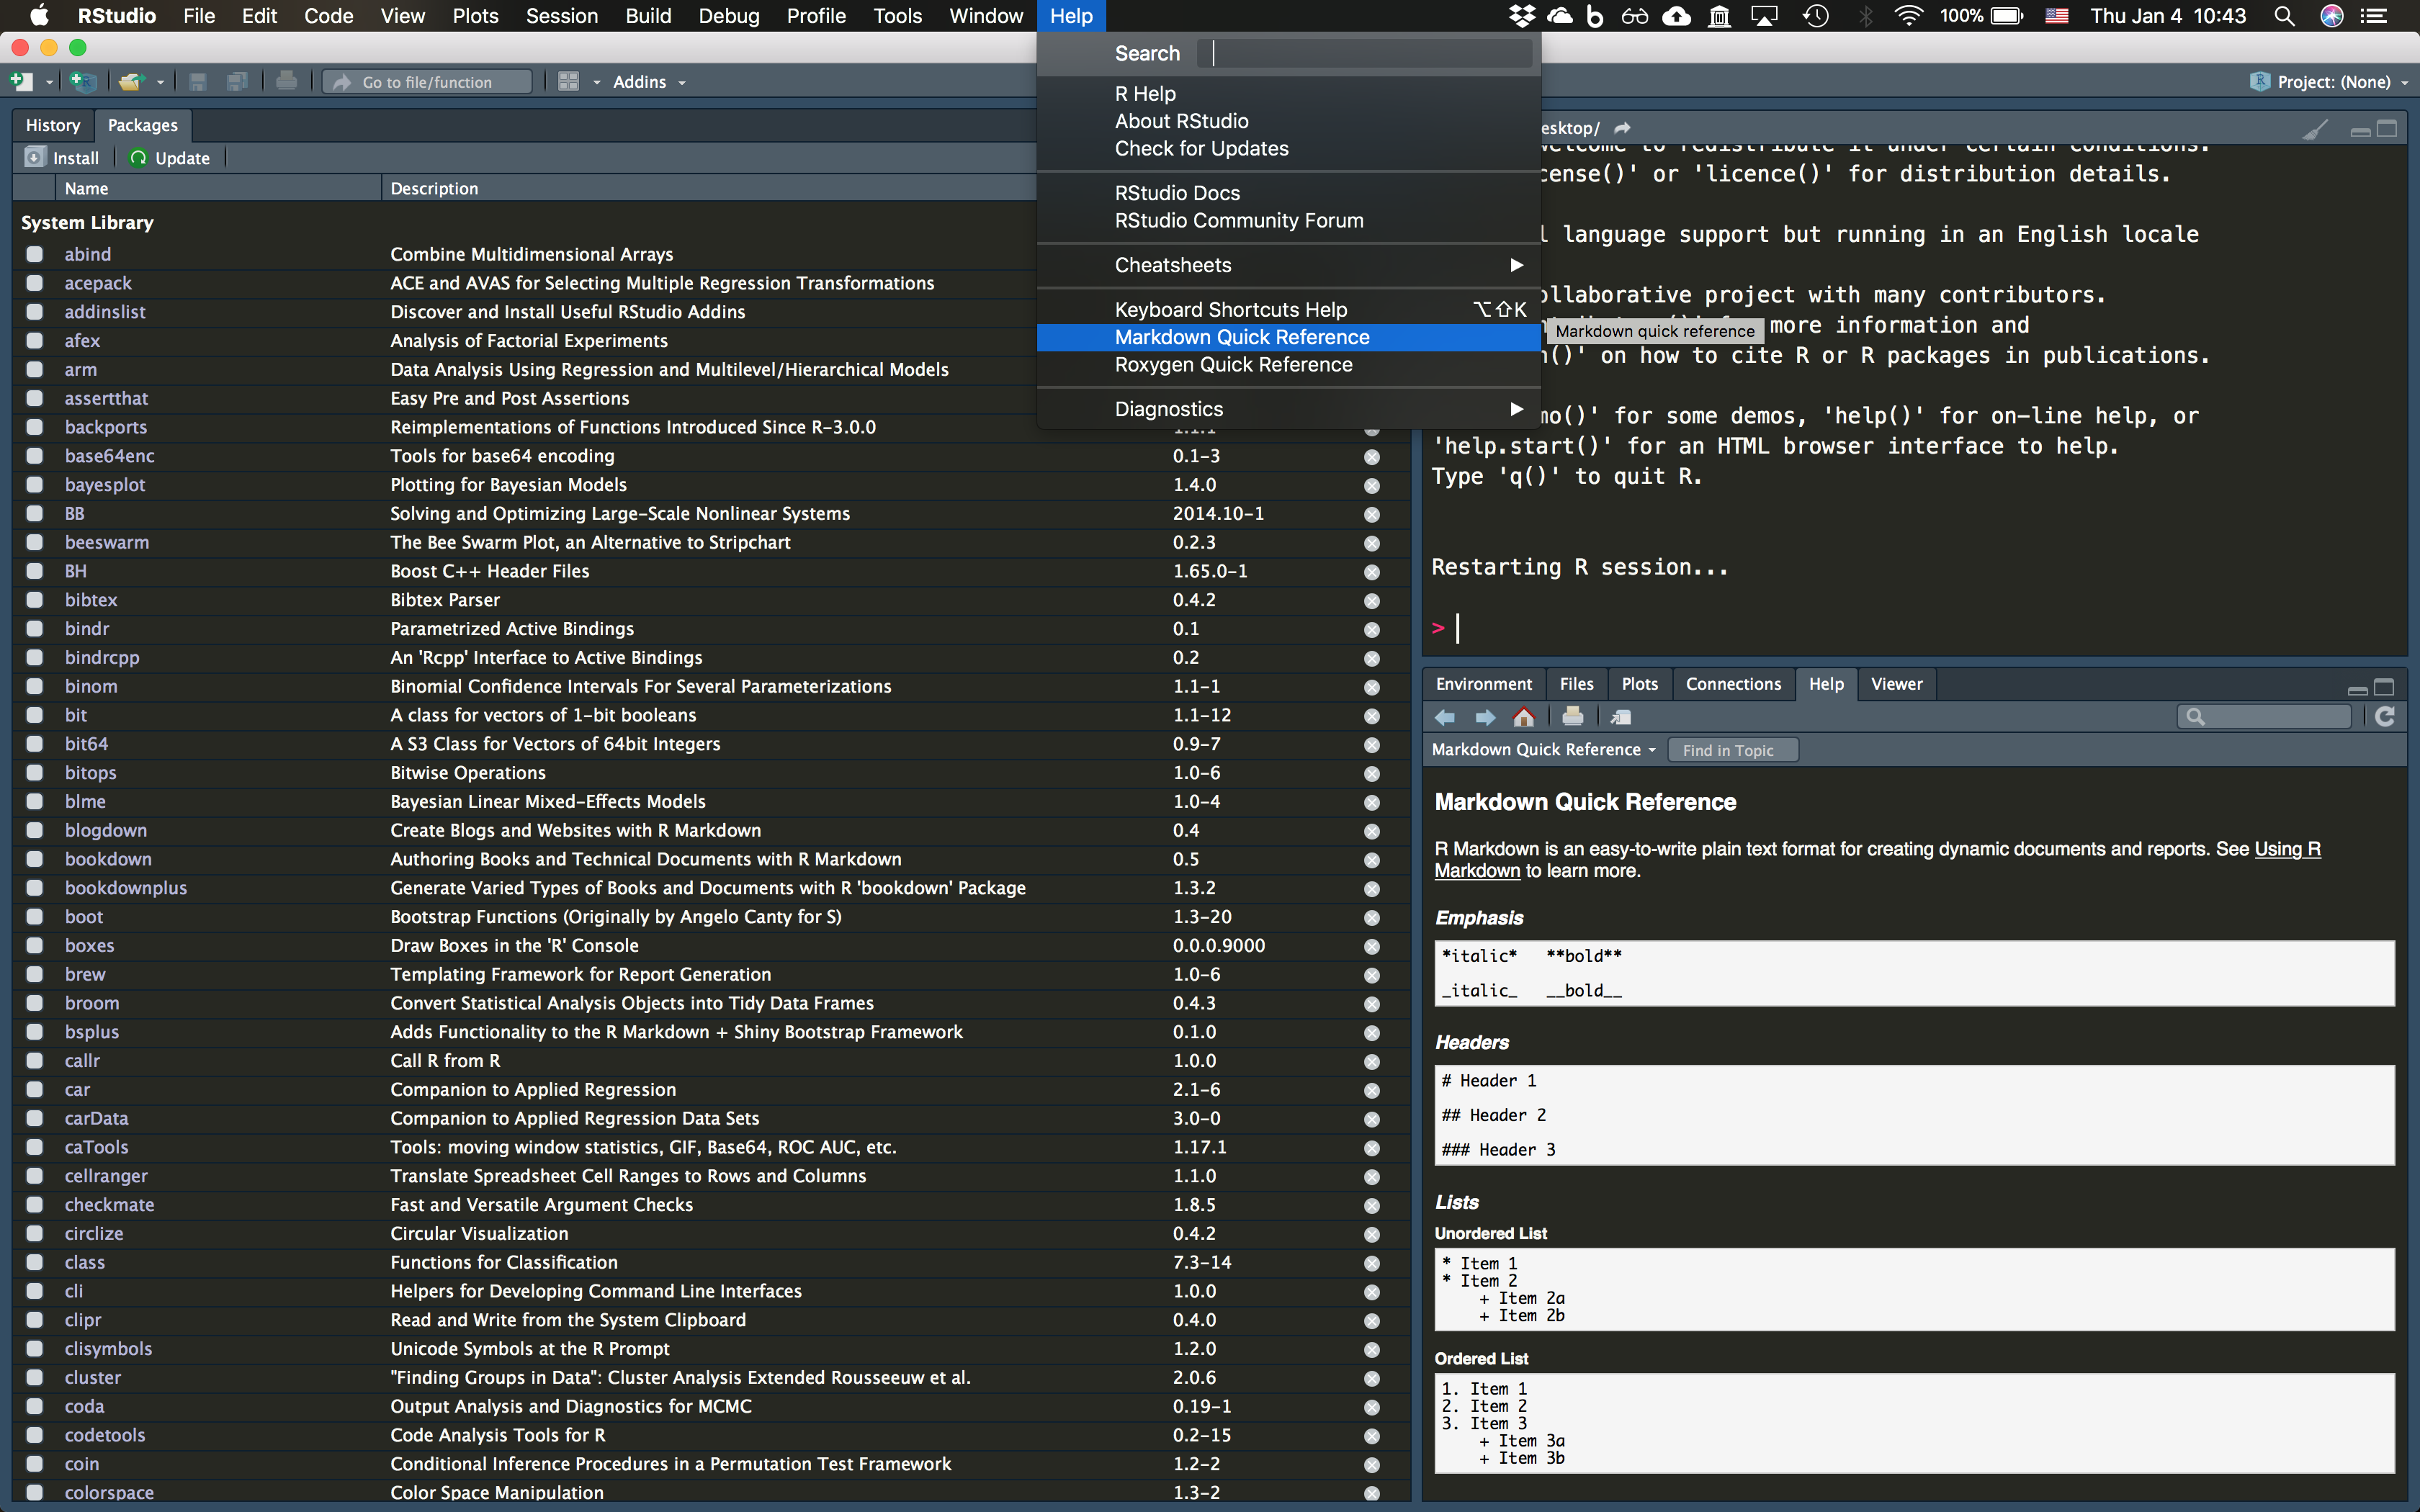 RStudio File Edit Code View Plots Session Build Debug Profile Tools Window Help 100% Thu Jan 4 10:43
Go to file/function Addins Project: (None)
Search
R Help
About RStudio
Check for Updates
RStudio Docs
RStudio Community Forum
Cheatsheets
Keyboard Shortcuts Help ⌥⇧K
Markdown Quick Reference
Roxygen Quick Reference
Diagnostics
Markdown quick reference
History Packages
Install Update
Name Description
System Library
abind Combine Multidimensional Arrays
acepack ACE and AVAS for Selecting Multiple Regression Transformations
addinslist Discover and Install Useful RStudio Addins
afex Analysis of Factorial Experiments
arm Data Analysis Using Regression and Multilevel/Hierarchical Models
assertthat Easy Pre and Post Assertions
backports Reimplementations of Functions Introduced Since R-3.0.0
base64enc Tools for base64 encoding 0.1-3
bayesplot Plotting for Bayesian Models 1.4.0
BB Solving and Optimizing Large-Scale Nonlinear Systems 2014.10-1
beeswarm The Bee Swarm Plot, an Alternative to Stripchart 0.2.3
BH Boost C++ Header Files 1.65.0-1
bibtex Bibtex Parser 0.4.2
bindr Parametrized Active Bindings 0.1
bindrcpp An 'Rcpp' Interface to Active Bindings 0.2
binom Binomial Confidence Intervals For Several Parameterizations 1.1-1
bit A class for vectors of 1-bit booleans 1.1-12
bit64 A S3 Class for Vectors of 64bit Integers 0.9-7
bitops Bitwise Operations 1.0-6
blme Bayesian Linear Mixed-Effects Models 1.0-4
blogdown Create Blogs and Websites with R Markdown 0.4
bookdown Authoring Books and Technical Documents with R Markdown 0.5
bookdownplus Generate Varied Types of Books and Documents with R 'bookdown' Package 1.3.2
boot Bootstrap Functions (Originally by Angelo Canty for S) 1.3-20
boxes Draw Boxes in the 'R' Console 0.0.0.9000
brew Templating Framework for Report Generation 1.0-6
broom Convert Statistical Analysis Objects into Tidy Data Frames 0.4.3
bsplus Adds Functionality to the R Markdown + Shiny Bootstrap Framework 0.1.0
callr Call R from R 1.0.0
car Companion to Applied Regression 2.1-6
carData Companion to Applied Regression Data Sets 3.0-0
caTools Tools: moving window statistics, GIF, Base64, ROC AUC, etc. 1.17.1
cellranger Translate Spreadsheet Cell Ranges to Rows and Columns 1.1.0
checkmate Fast and Versatile Argument Checks 1.8.5
circlize Circular Visualization 0.4.2
class Functions for Classification 7.3-14
cli Helpers for Developing Command Line Interfaces 1.0.0
clipr Read and Write from the System Clipboard 0.4.0
clisymbols Unicode Symbols at the R Prompt 1.2.0
cluster "Finding Groups in Data": Cluster Analysis Extended Rousseeuw et al. 2.0.6
coda Output Analysis and Diagnostics for MCMC 0.19-1
codetools Code Analysis Tools for R 0.2-15
coin Conditional Inference Procedures in a Permutation Test Framework 1.2-2
colorspace Color Space Manipulation 1.3-2
esktop/
welcome to redistribute it under certain conditions.
cense()' or 'licence()' for distribution details.
l language support but running in an English locale
ollaborative project with many contributors.
more information and
n()' on how to cite R or R packages in publications.
mo()' for some demos, 'help()' for on-line help, or
'help.start()' for an HTML browser interface to help.
Type 'q()' to quit R.
Restarting R session...
>
Environment Files Plots Connections Help Viewer
Markdown Quick Reference Find in Topic
Markdown Quick Reference
R Markdown is an easy-to-write plain text format for creating dynamic documents and reports. See Using R
Markdown to learn more.
Emphasis
*italic* **bold**
_italic_ __bold__
Headers
# Header 1
## Header 2
### Header 3
Lists
Unordered List
* Item 1
* Item 2
+ Item 2a
+ Item 2b
Ordered List
1. Item 1
2. Item 2
3. Item 3
+ Item 3a
+ Item 3b